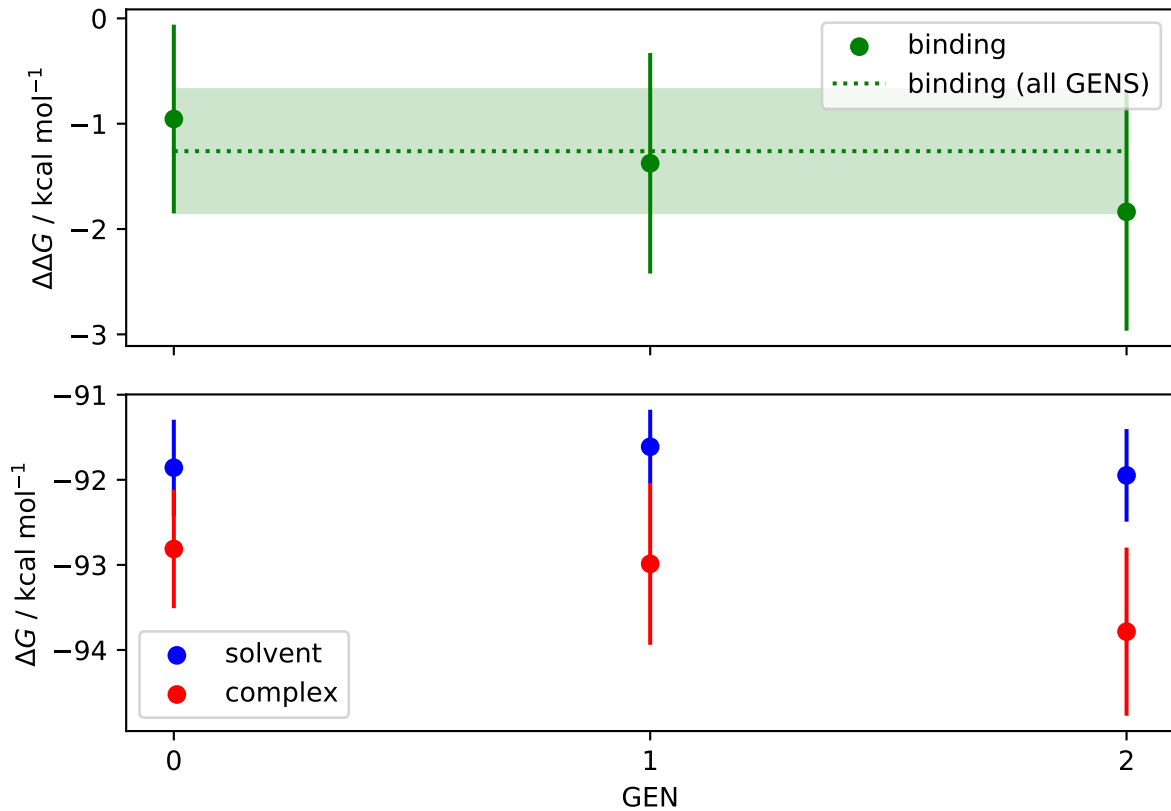 0
−1
−2
−3
ΔΔG / kcal mol⁻¹
binding
binding (all GENS)
−91
−92
−93
−94
ΔG / kcal mol⁻¹
solvent
complex
0 1 2
GEN